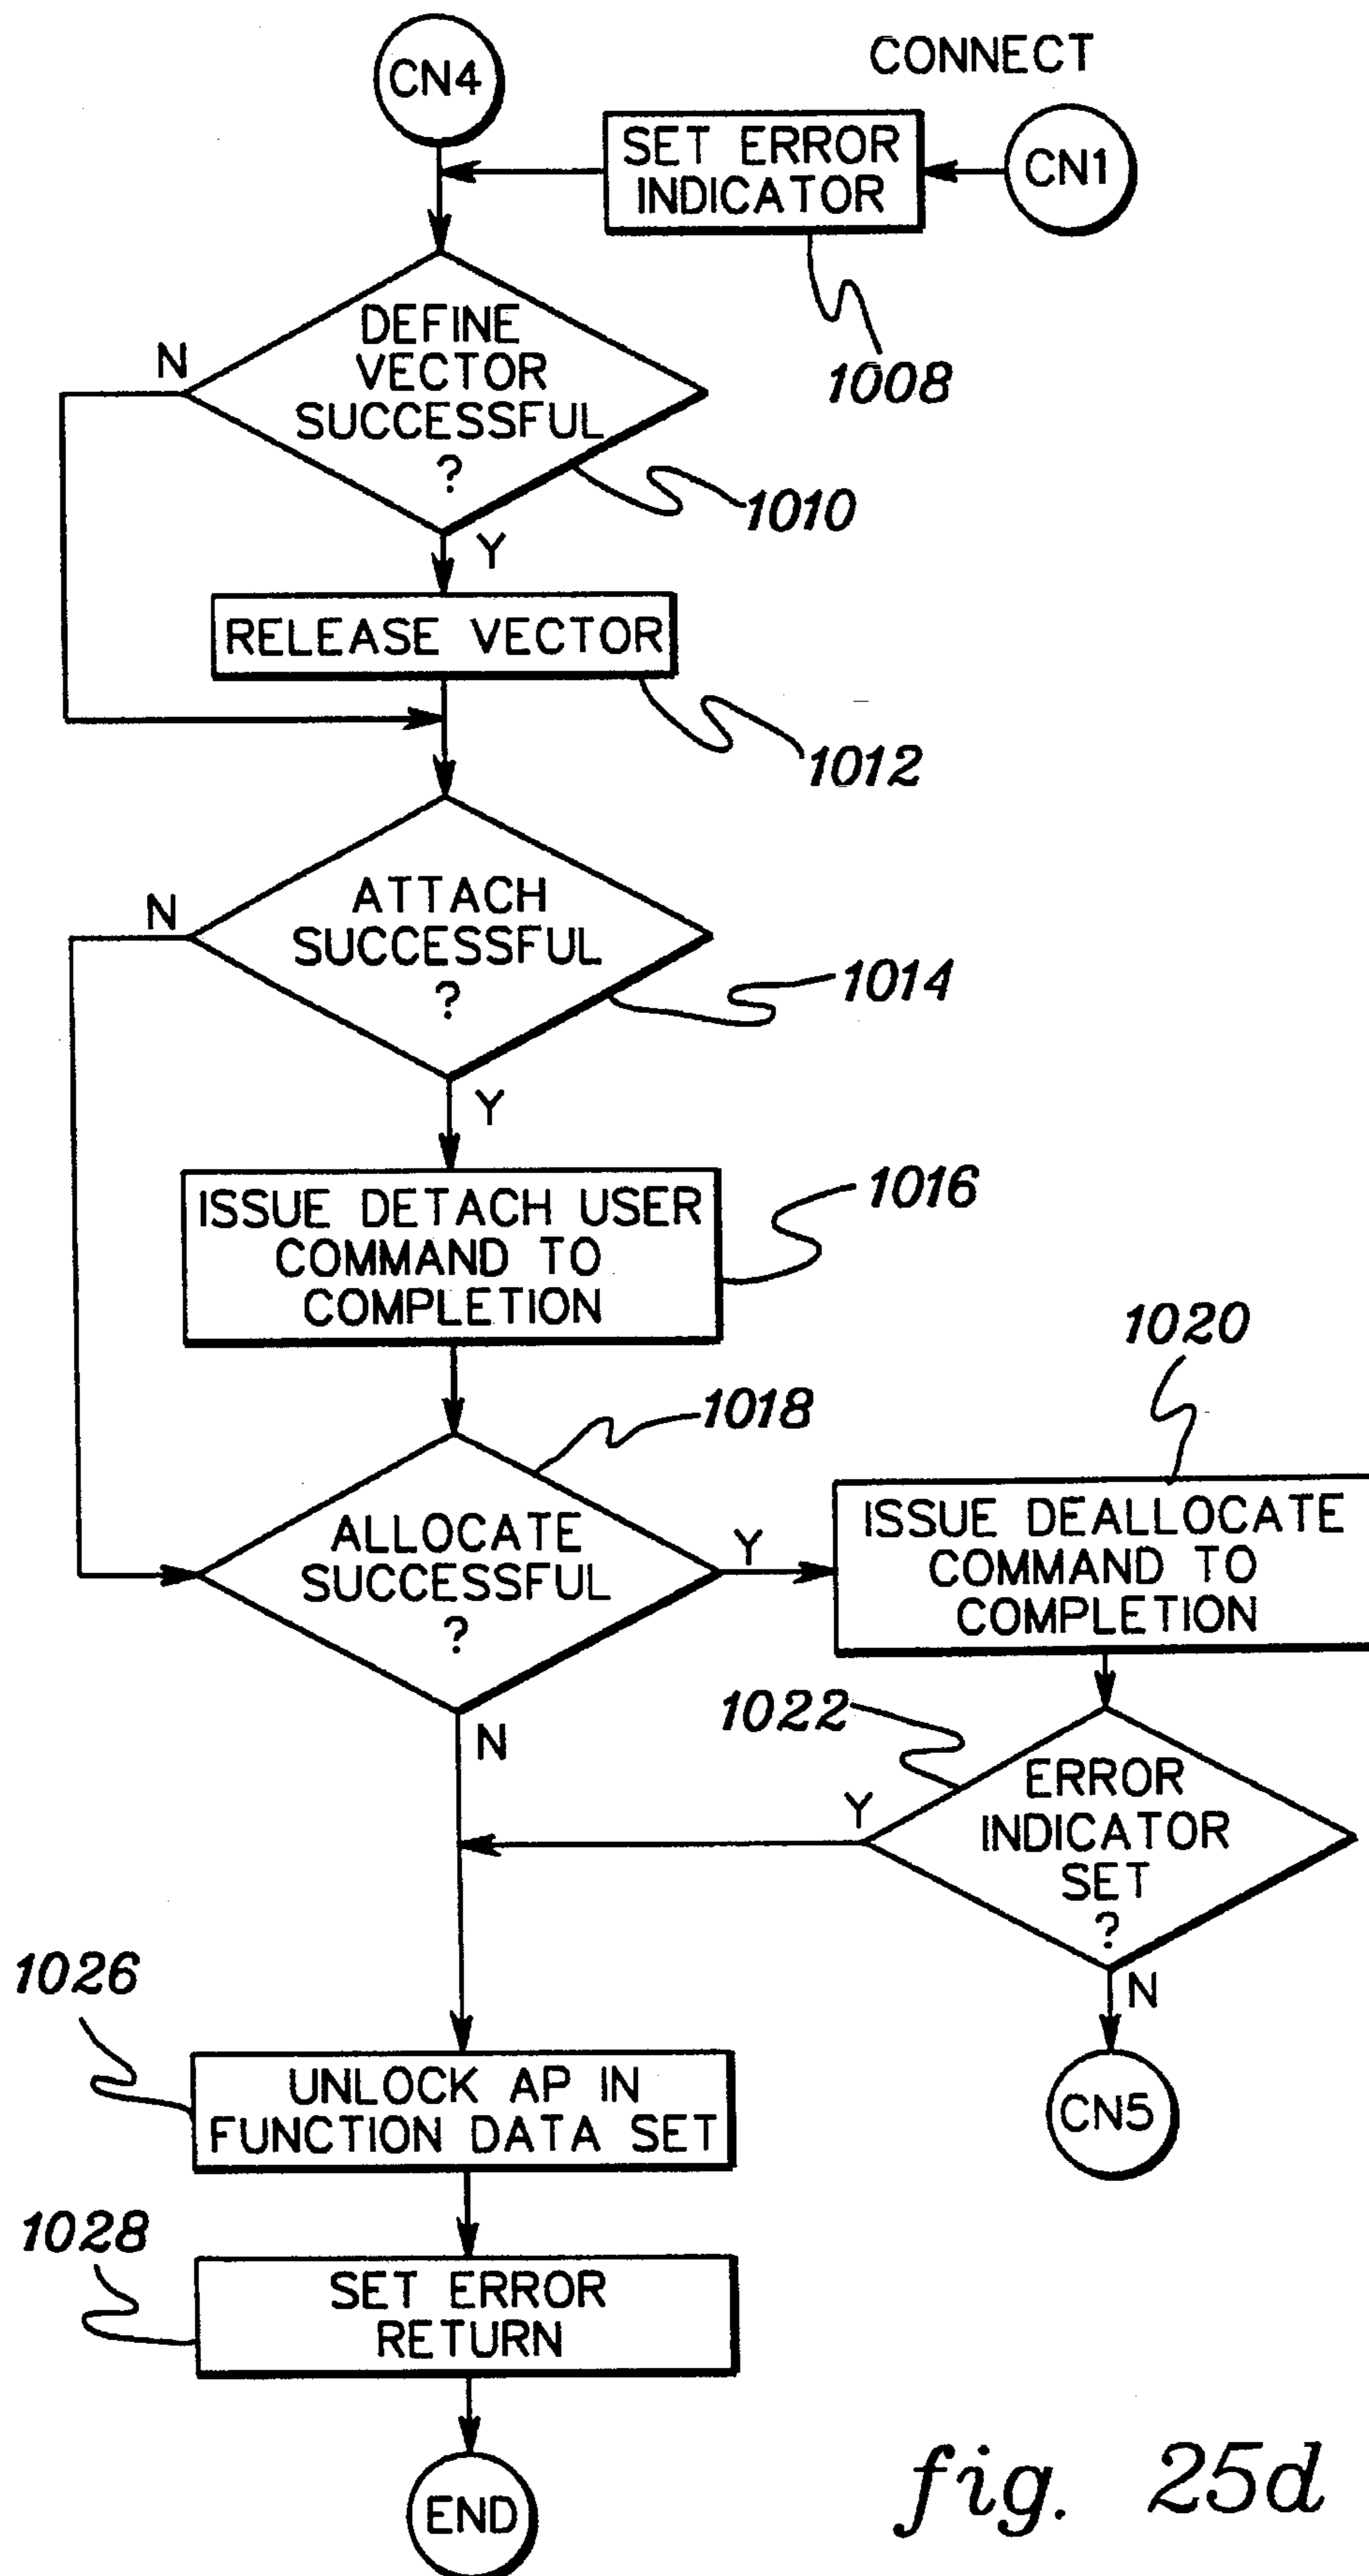 CN4
CONNECT
SET ERROR
INDICATOR
CN1
1008
DEFINE
VECTOR
SUCCESSFUL
?
N
1010
Y
RELEASE VECTOR
1012
ATTACH
SUCCESSFUL
?
N
1014
Y
ISSUE DETACH USER
COMMAND TO
COMPLETION
1016
1018
ALLOCATE
SUCCESSFUL
?
Y
N
1020
ISSUE DEALLOCATE
COMMAND TO
COMPLETION
1022
ERROR
INDICATOR
SET
?
Y
N
CN5
1026
UNLOCK AP IN
FUNCTION DATA SET
1028
SET ERROR
RETURN
END
fig. 25d